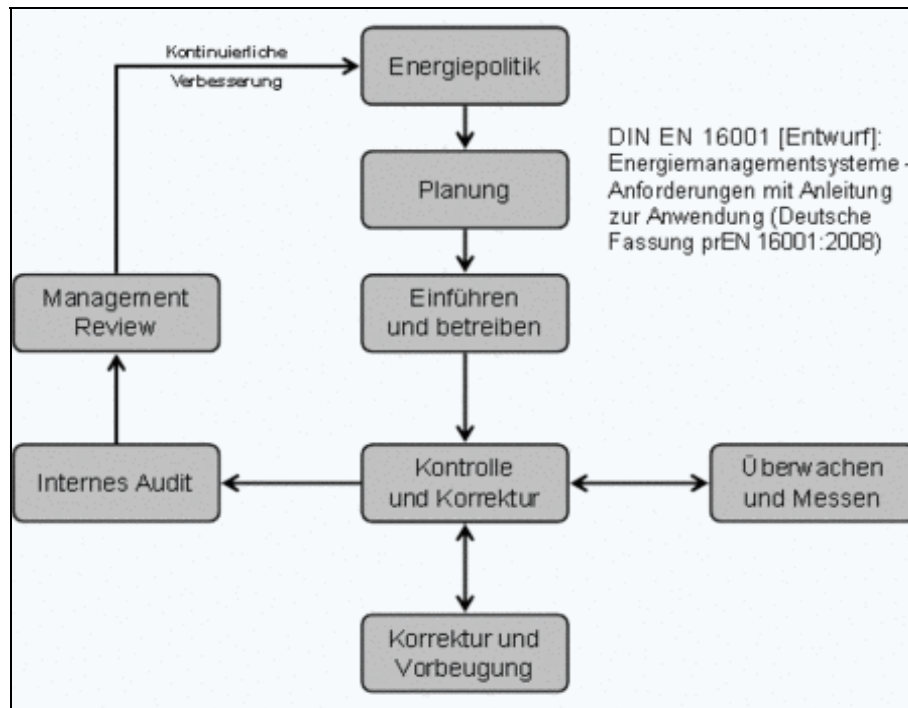 Kontinuierliche
Verbesserung
Energiepolitik
DIN EN 16001 [Entwurf]:
Energiemanagementsysteme -
Anforderungen mit Anleitung
zur Anwendung (Deutsche
Fassung prEN 16001:2008)
Planung
Management
Review
Einführen
und betreiben
Internes Audit
Kontrolle
und Korrektur
Überwachen
und Messen
Korrektur und
Vorbeugung